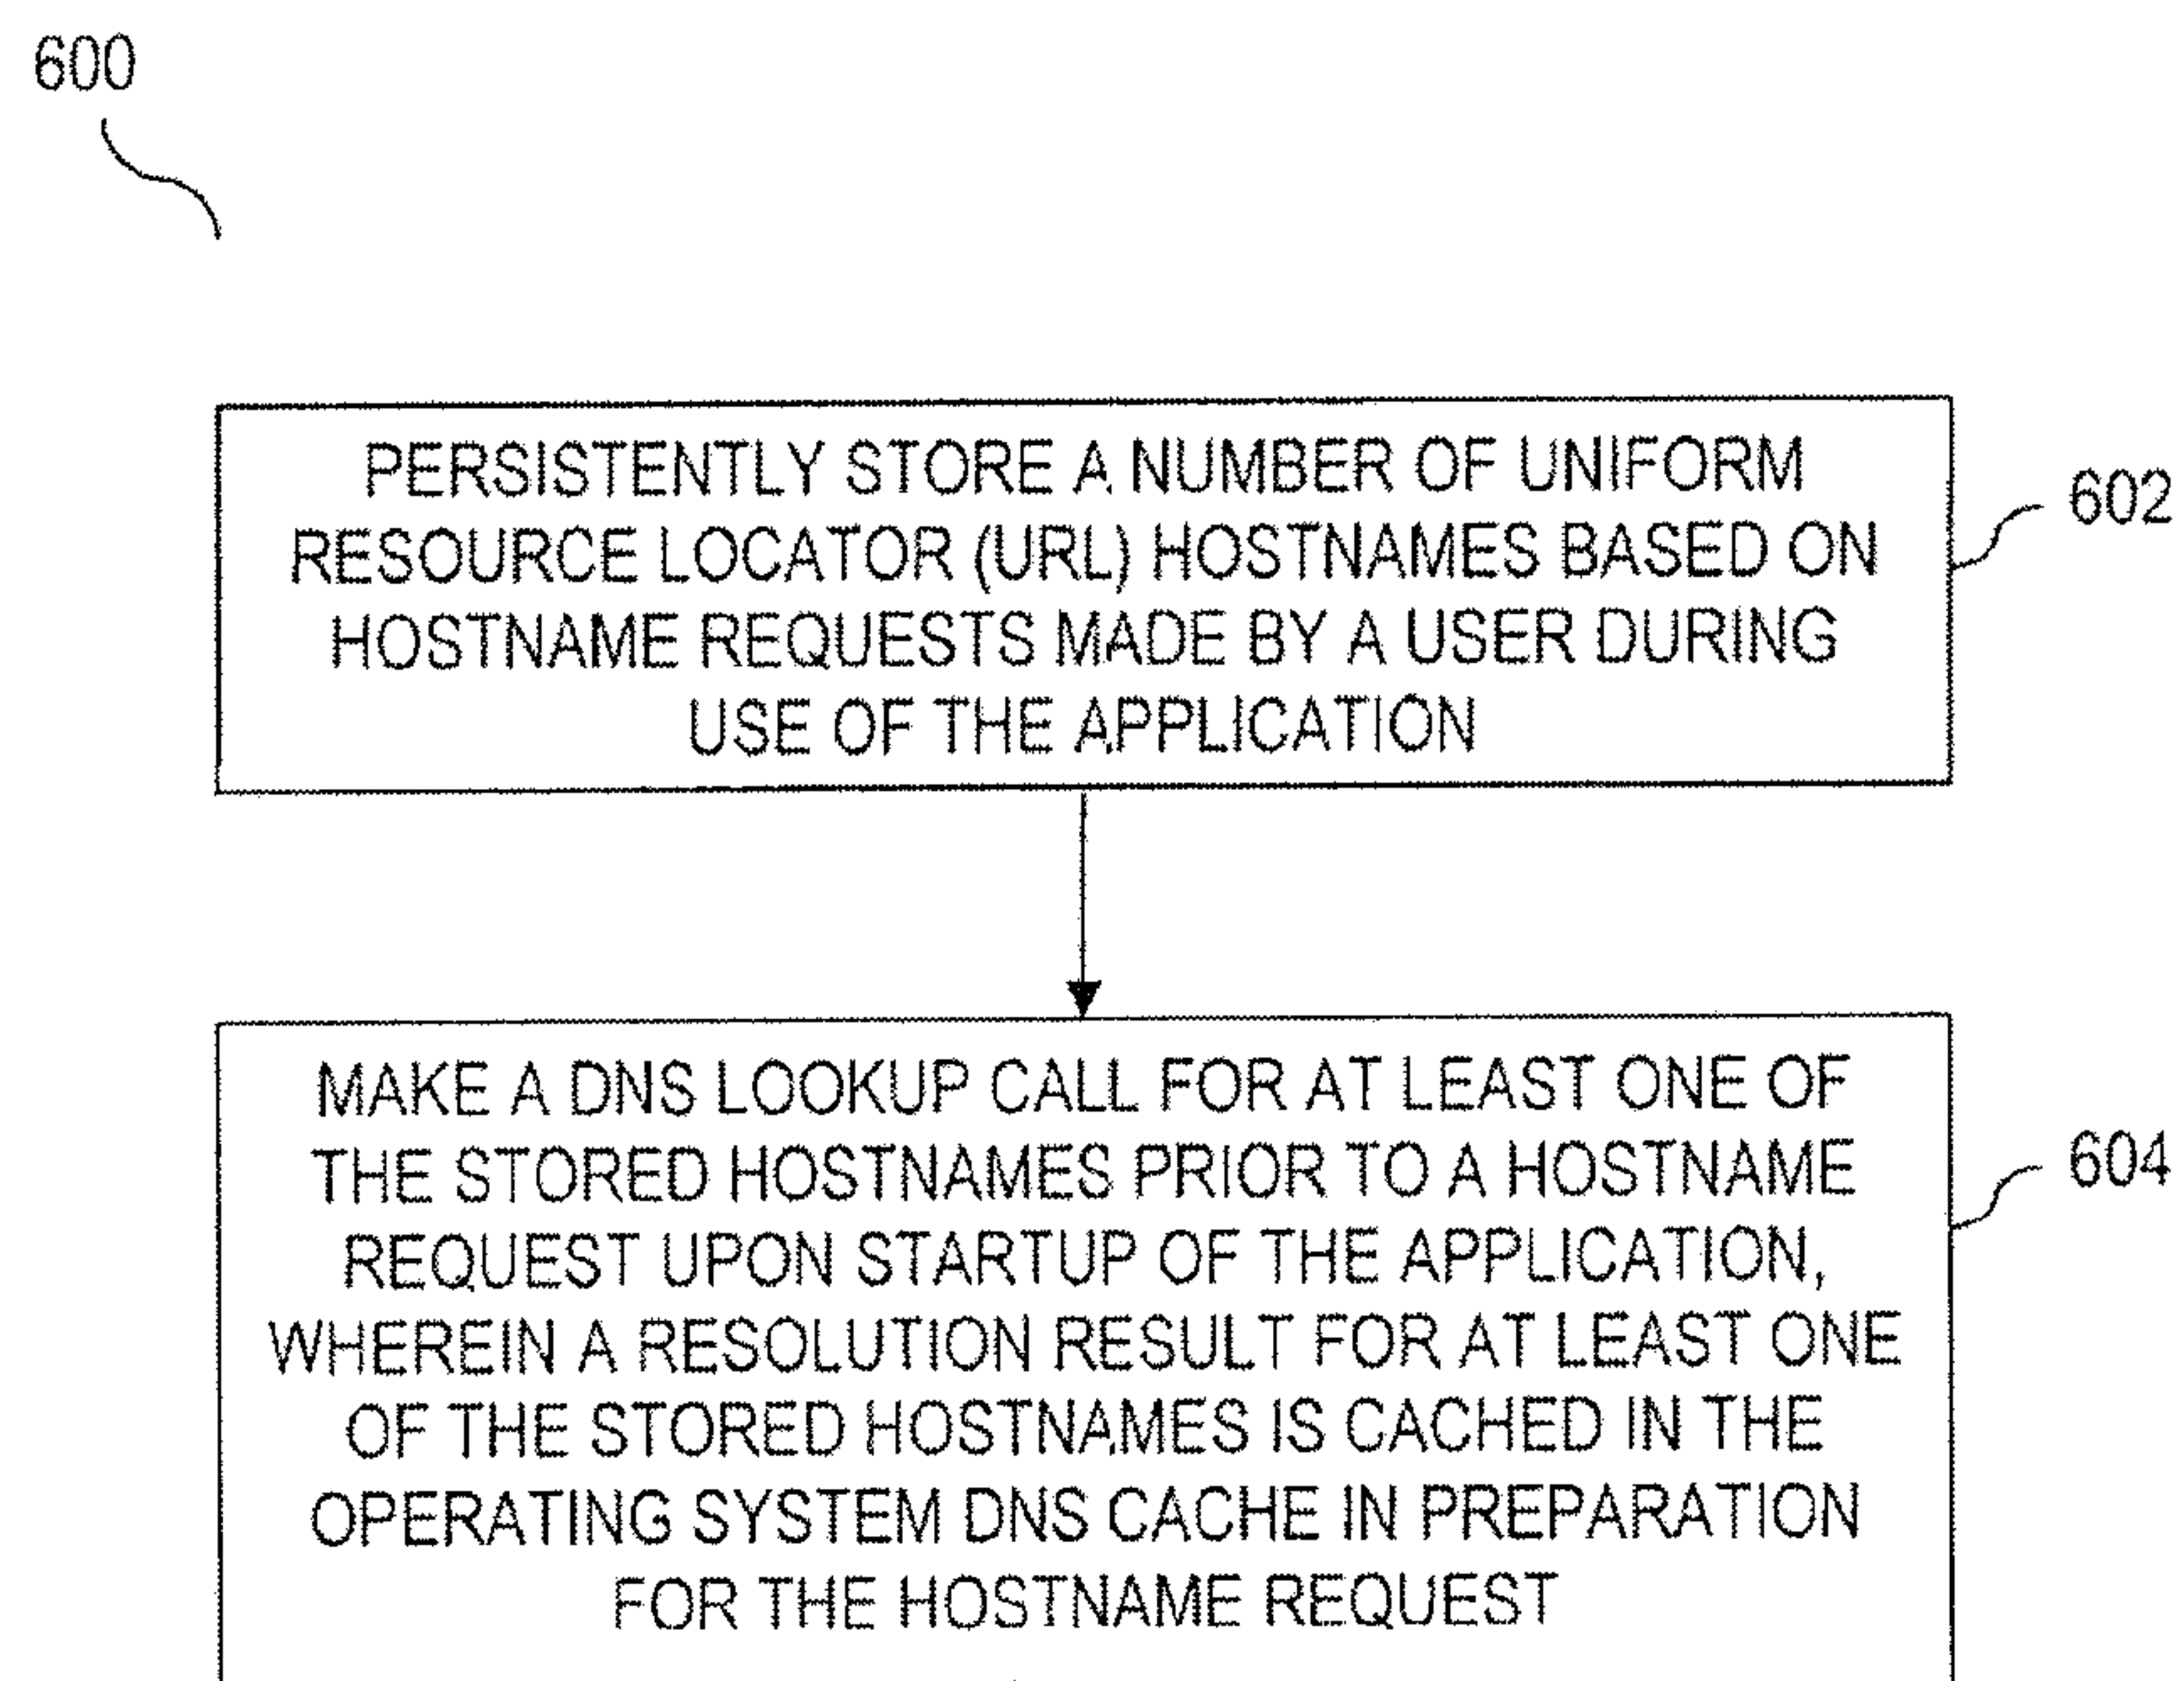 600
PERSISTENTLY STORE A NUMBER OF UNIFORM
RESOURCE LOCATOR (URL) HOSTNAMES BASED ON
HOSTNAME REQUESTS MADE BY A USER DURING
USE OF THE APPLICATION
602
MAKE A DNS LOOKUP CALL FOR AT LEAST ONE OF
THE STORED HOSTNAMES PRIOR TO A HOSTNAME
REQUEST UPON STARTUP OF THE APPLICATION,
WHEREIN A RESOLUTION RESULT FOR AT LEAST ONE
OF THE STORED HOSTNAMES IS CACHED IN THE
OPERATING SYSTEM DNS CACHE IN PREPARATION
FOR THE HOSTNAME REQUEST
604